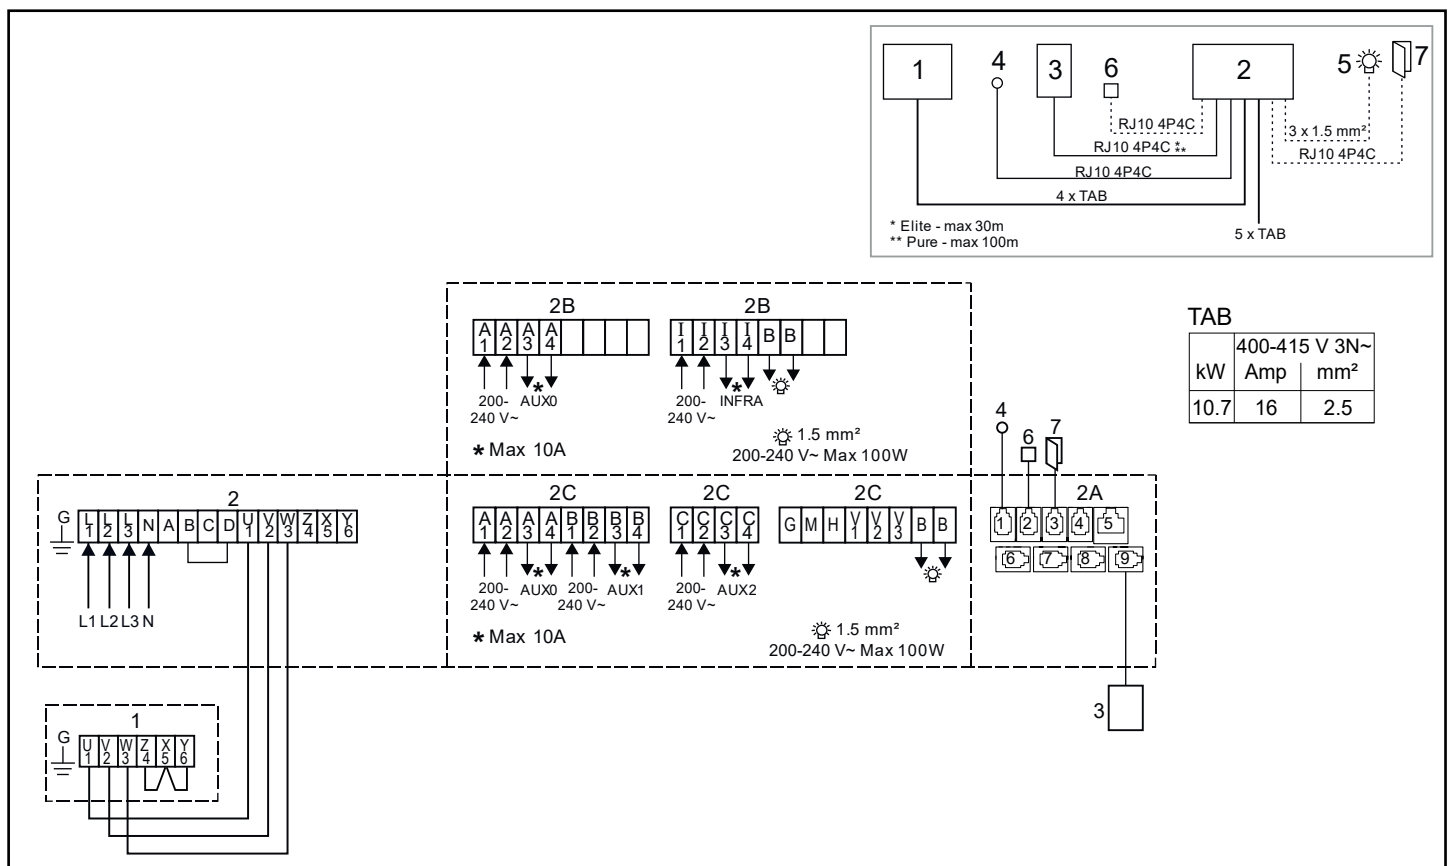 1 4 3 6 2 5 7
RJ10 4P4C
3 x 1.5 mm²
RJ10 4P4C * **
RJ10 4P4C
RJ10 4P4C
4 x TAB
* Elite - max 30m
** Pure - max 100m
5 x TAB
TAB
400-415 V 3N~
kW Amp mm²
10.7 16 2.5
2B 2B
A1 A2 A3 A4
I1 I2 I3 I4 B B
200-240 V~
* AUX0
200-240 V~
* INFRA
* Max 10A
1.5 mm²
200-240 V~ Max 100W
4
6
7
2
G L1 L2 L3 N A B C D U1 V2 W3 Z4 X5 Y6
L1 L2 L3 N
2C 2C 2C
A1 A2 A3 A4 B1 B2 B3 B4
C1 C2 C3 C4
G M H V1 V2 V3 B B
200-240 V~
* AUX0
200-240 V~
* AUX1
200-240 V~
* AUX2
* Max 10A
1.5 mm²
200-240 V~ Max 100W
2A
1 2 3 4 5
6 7 8 9
3
1
G U1 V2 W3 Z4 X5 Y6